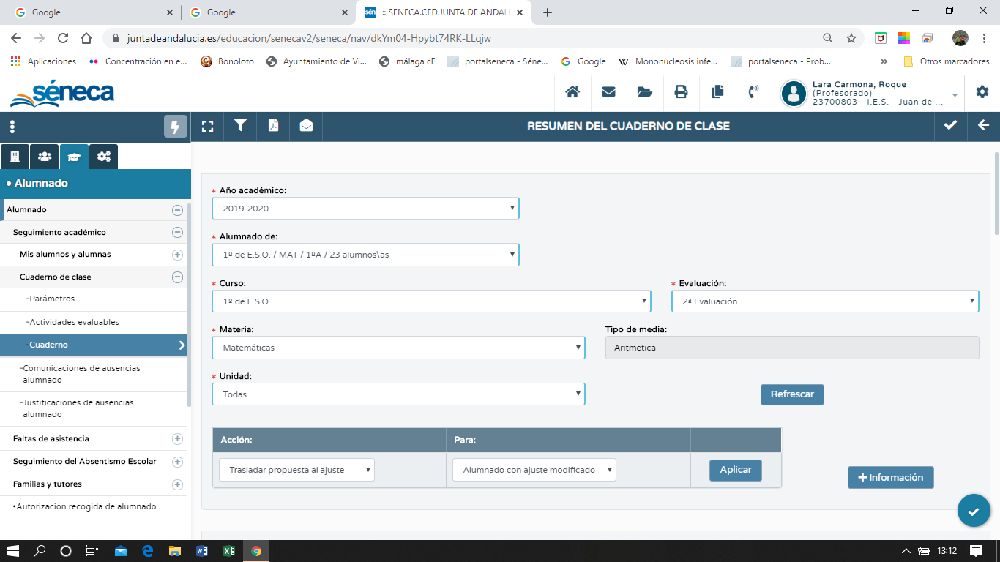 Google
Google
:: SENECA.CED.JUNTA DE ANDALU
juntadeandalucia.es/educacion/senecav2/seneca/nav/dkYm04-Hpybt74RK-LLqjw
Aplicaciones
Concentración en e...
Bonoloto
Ayuntamiento de Vi...
málaga cF
portalseneca - Séne...
Google
Mononucleosis infe...
portalseneca - Prob...
»
Otros marcadores
séneca
Lara Carmona, Roque
(Profesorado)
23700803 - I.E.S. - Juan de ...
RESUMEN DEL CUADERNO DE CLASE
• Alumnado
Alumnado
Seguimiento académico
Mis alumnos y alumnas
Cuaderno de clase
-Parámetros
-Actividades evaluables
-Cuaderno
-Comunicaciones de ausencias
alumnado
-Justificaciones de ausencias
alumnado
Faltas de asistencia
Seguimiento del Absentismo Escolar
Familias y tutores
•Autorización recogida de alumnado
* Año académico:
2019-2020
* Alumnado de:
1º de E.S.O. / MAT / 1ºA / 23 alumnos\as
* Curso:
1º de E.S.O.
* Evaluación:
2ª Evaluación
* Materia:
Matemáticas
Tipo de media:
Aritmetica
* Unidad:
Todas
Refrescar
Acción:
Para:
Trasladar propuesta al ajuste
Alumnado con ajuste modificado
Aplicar
+ Información
13:12